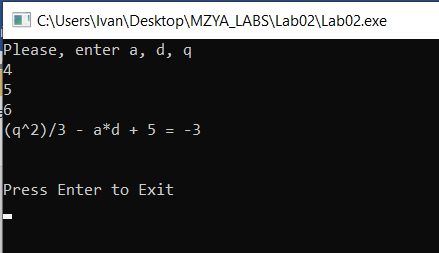 C:\Users\Ivan\Desktop\MZYA_LABS\Lab02\Lab02.exe
Please, enter a, d, q
4
5
6
(q^2)/3 - a*d + 5 = -3
Press Enter to Exit